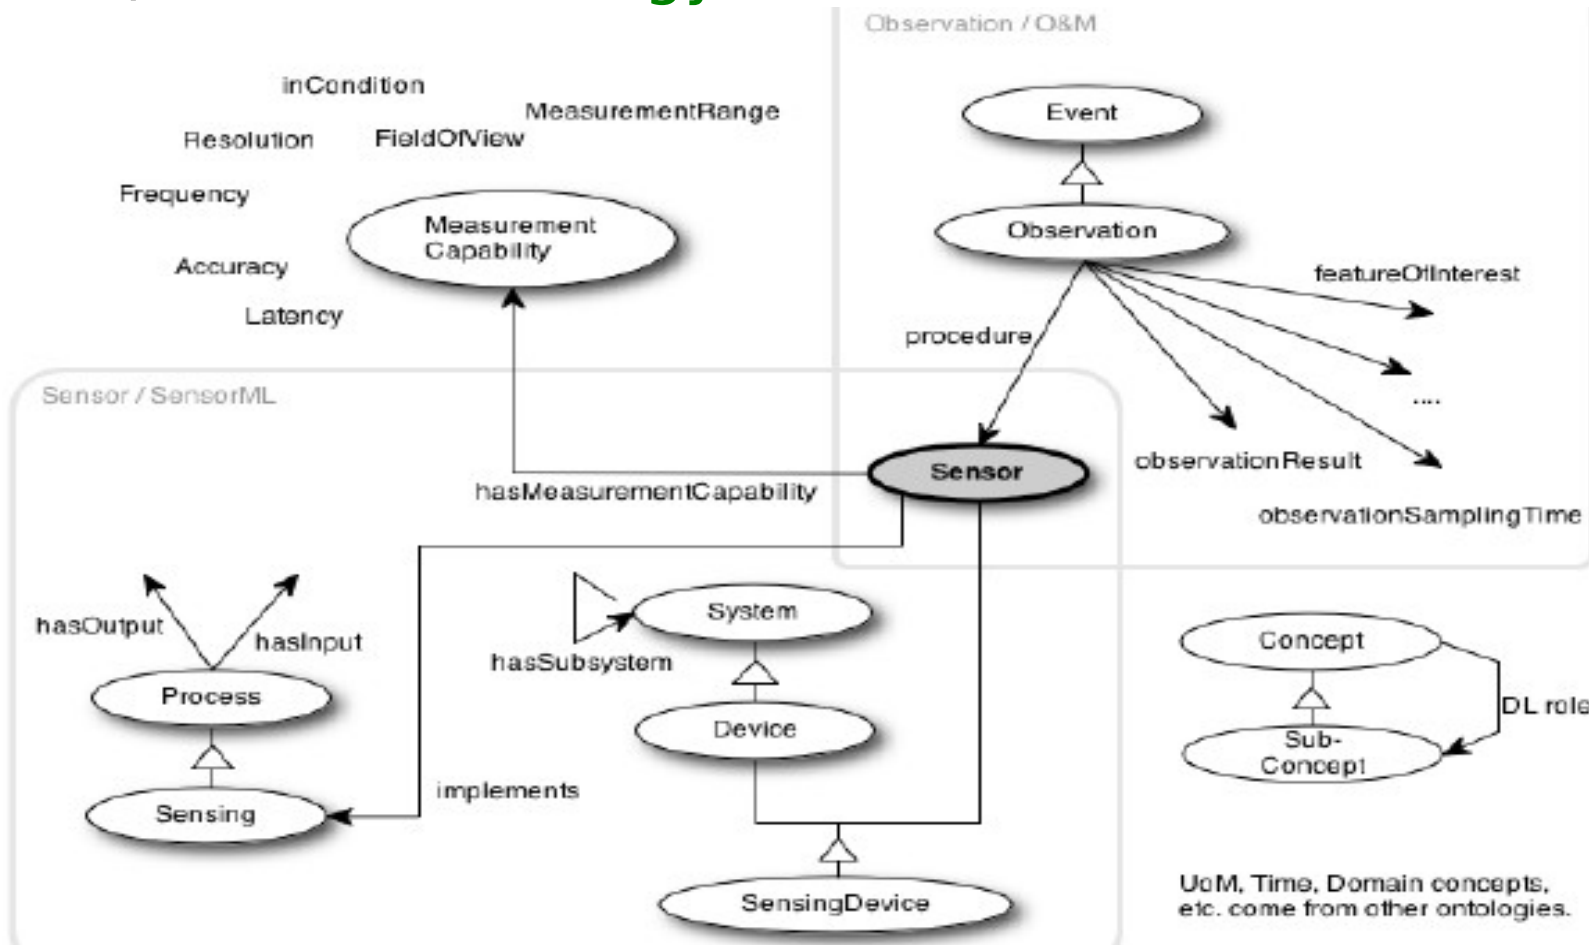 Observation / O&M
inCondition
MeasurementRange
Resolution
FieldOfView
Event
Frequency
Measurement
Capability
Observation
Accuracy
featureOfInterest
Latency
procedure
....
Sensor / SensorML
Sensor
observationResult
hasMeasurementCapability
observationSamplingTime
hasOutput
hasInput
System
hasSubsystem
Concept
Process
Device
DL role
Sub-
Concept
implements
Sensing
SensingDevice
UoM, Time, Domain concepts,
etc. come from other ontologies.